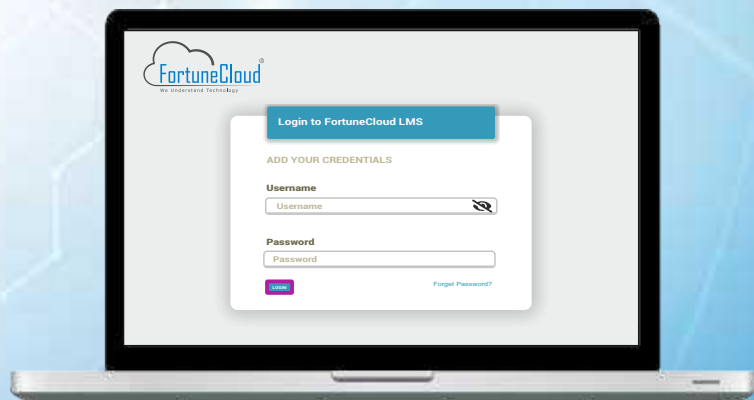 FortuneCloud®
We Understand Technology
Login to FortuneCloud LMS
ADD YOUR CREDENTIALS
Username
Username
Password
Password
LOGIN
Forget Password?